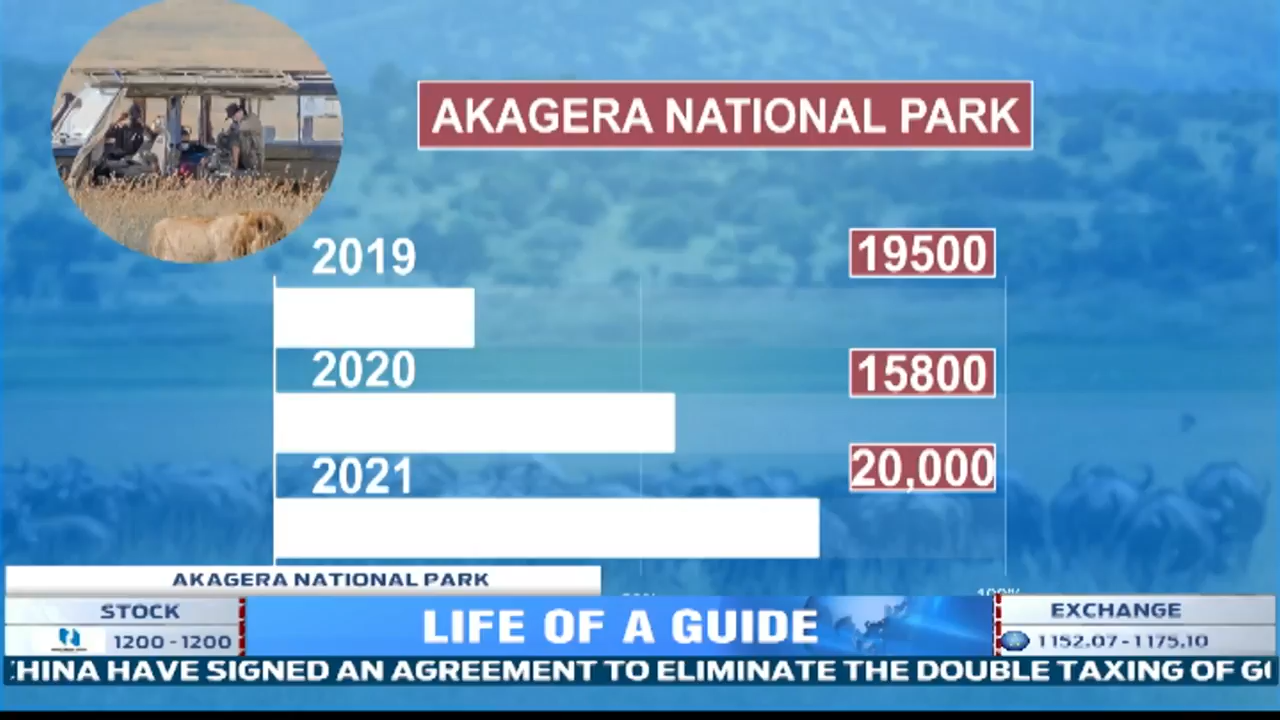 AKAGERA NATIONAL PARK
2019
19500
2020
15800
2021
20,000
AKAGERA NATIONAL PARK
STOCK
1200 - 1200
LIFE OF A GUIDE
EXCHANGE
1152.07 - 1175.10
HAVE SIGNED AN AGREEMENT TO ELIMINATE THE DOUBLE TAXING OF